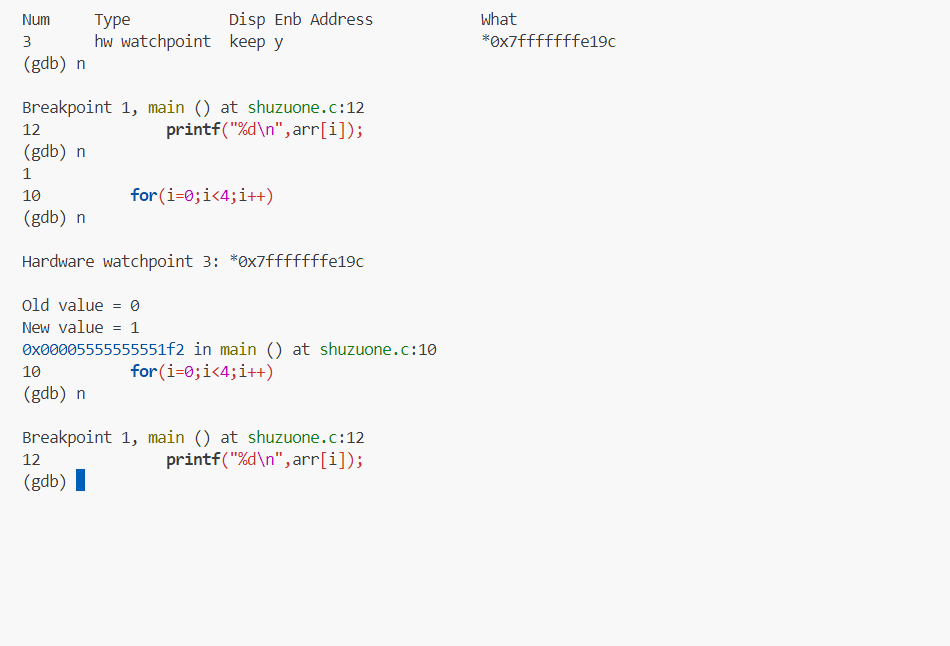 Num     Type           Disp Enb Address            What
3       hw watchpoint  keep y                      *0x7fffffffe19c
(gdb) n
Breakpoint 1, main () at shuzuone.c:12
12              printf("%d\n",arr[i]);
(gdb) n
1
10          for(i=0;i<4;i++)
(gdb) n
Hardware watchpoint 3: *0x7fffffffe19c
Old value = 0
New value = 1
0x00005555555551f2 in main () at shuzuone.c:10
10          for(i=0;i<4;i++)
(gdb) n
Breakpoint 1, main () at shuzuone.c:12
12              printf("%d\n",arr[i]);
(gdb)